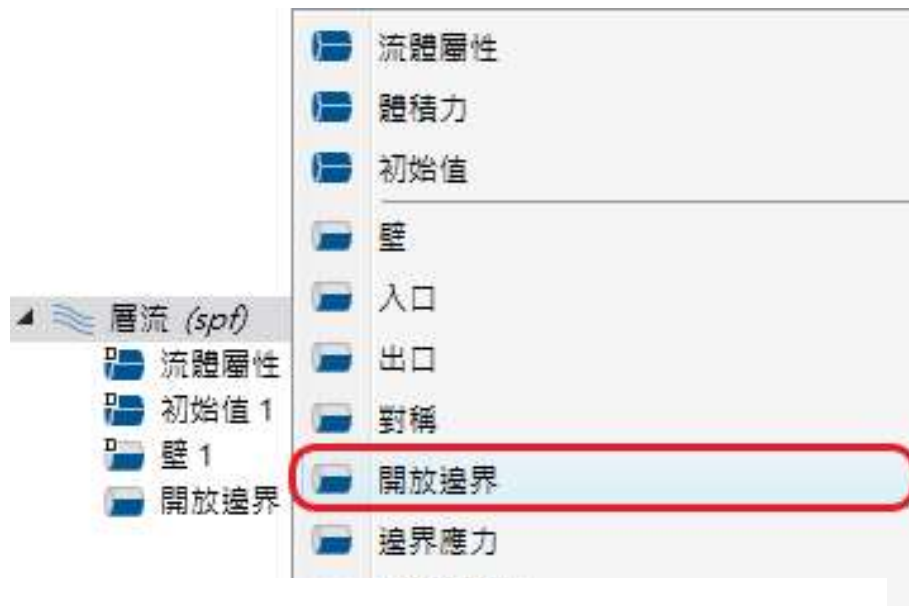 流體屬性
體積力
初始值
壁
入口
出口
對稱
開放邊界
邊界應力
層流 (spf)
流體屬性
初始值 1
壁 1
開放邊界